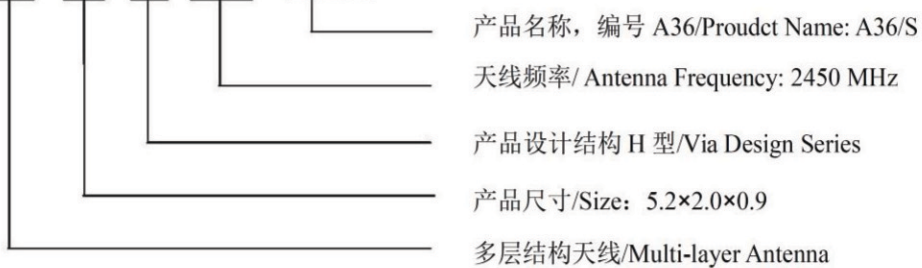 产品名称，编号 A36/Proudct Name: A36/S
天线频率/ Antenna Frequency: 2450 MHz
产品设计结构 H 型/Via Design Series
产品尺寸/Size：5.2×2.0×0.9
多层结构天线/Multi-layer Antenna